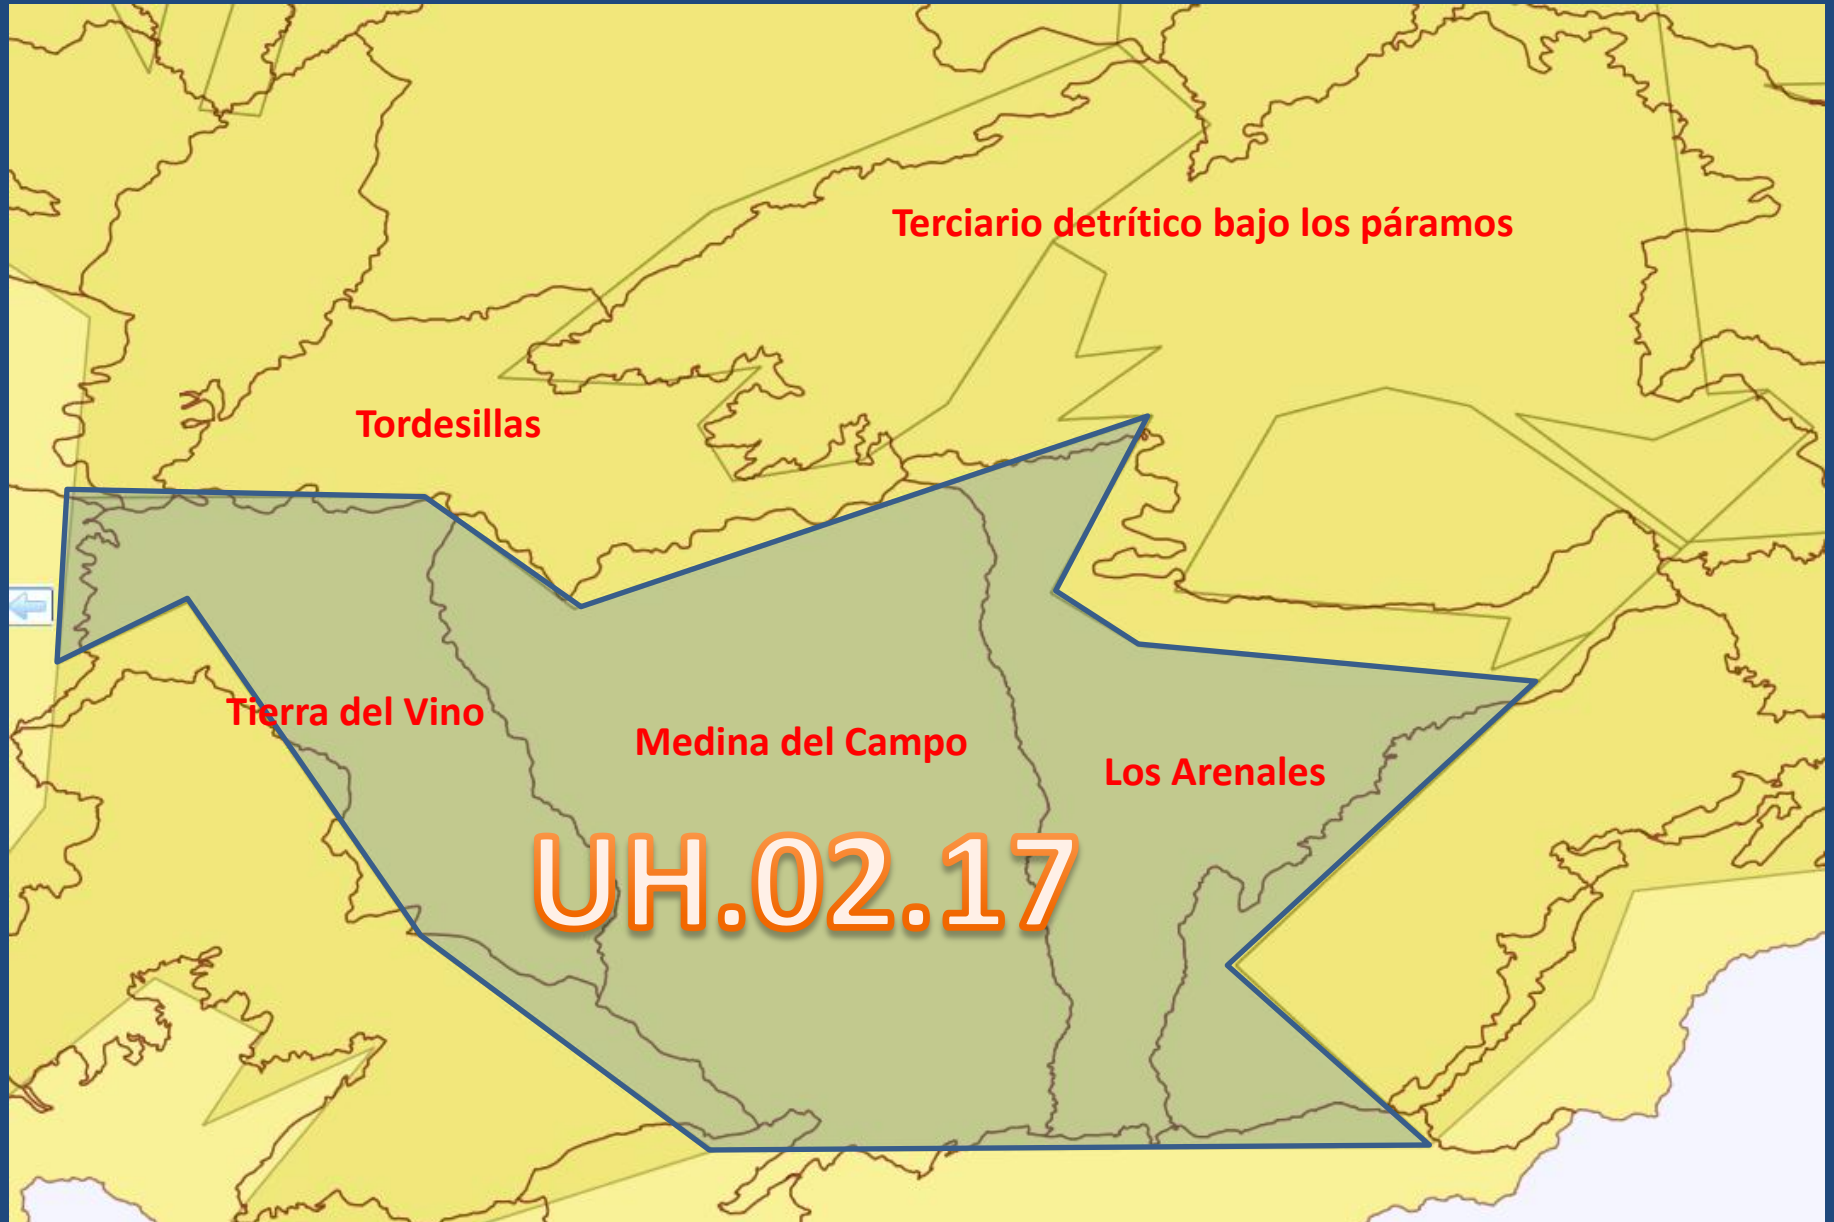 Terciario detrítico bajo los páramos
Tordesillas
Tierra del Vino
Medina del Campo
Los Arenales
UH.02.17